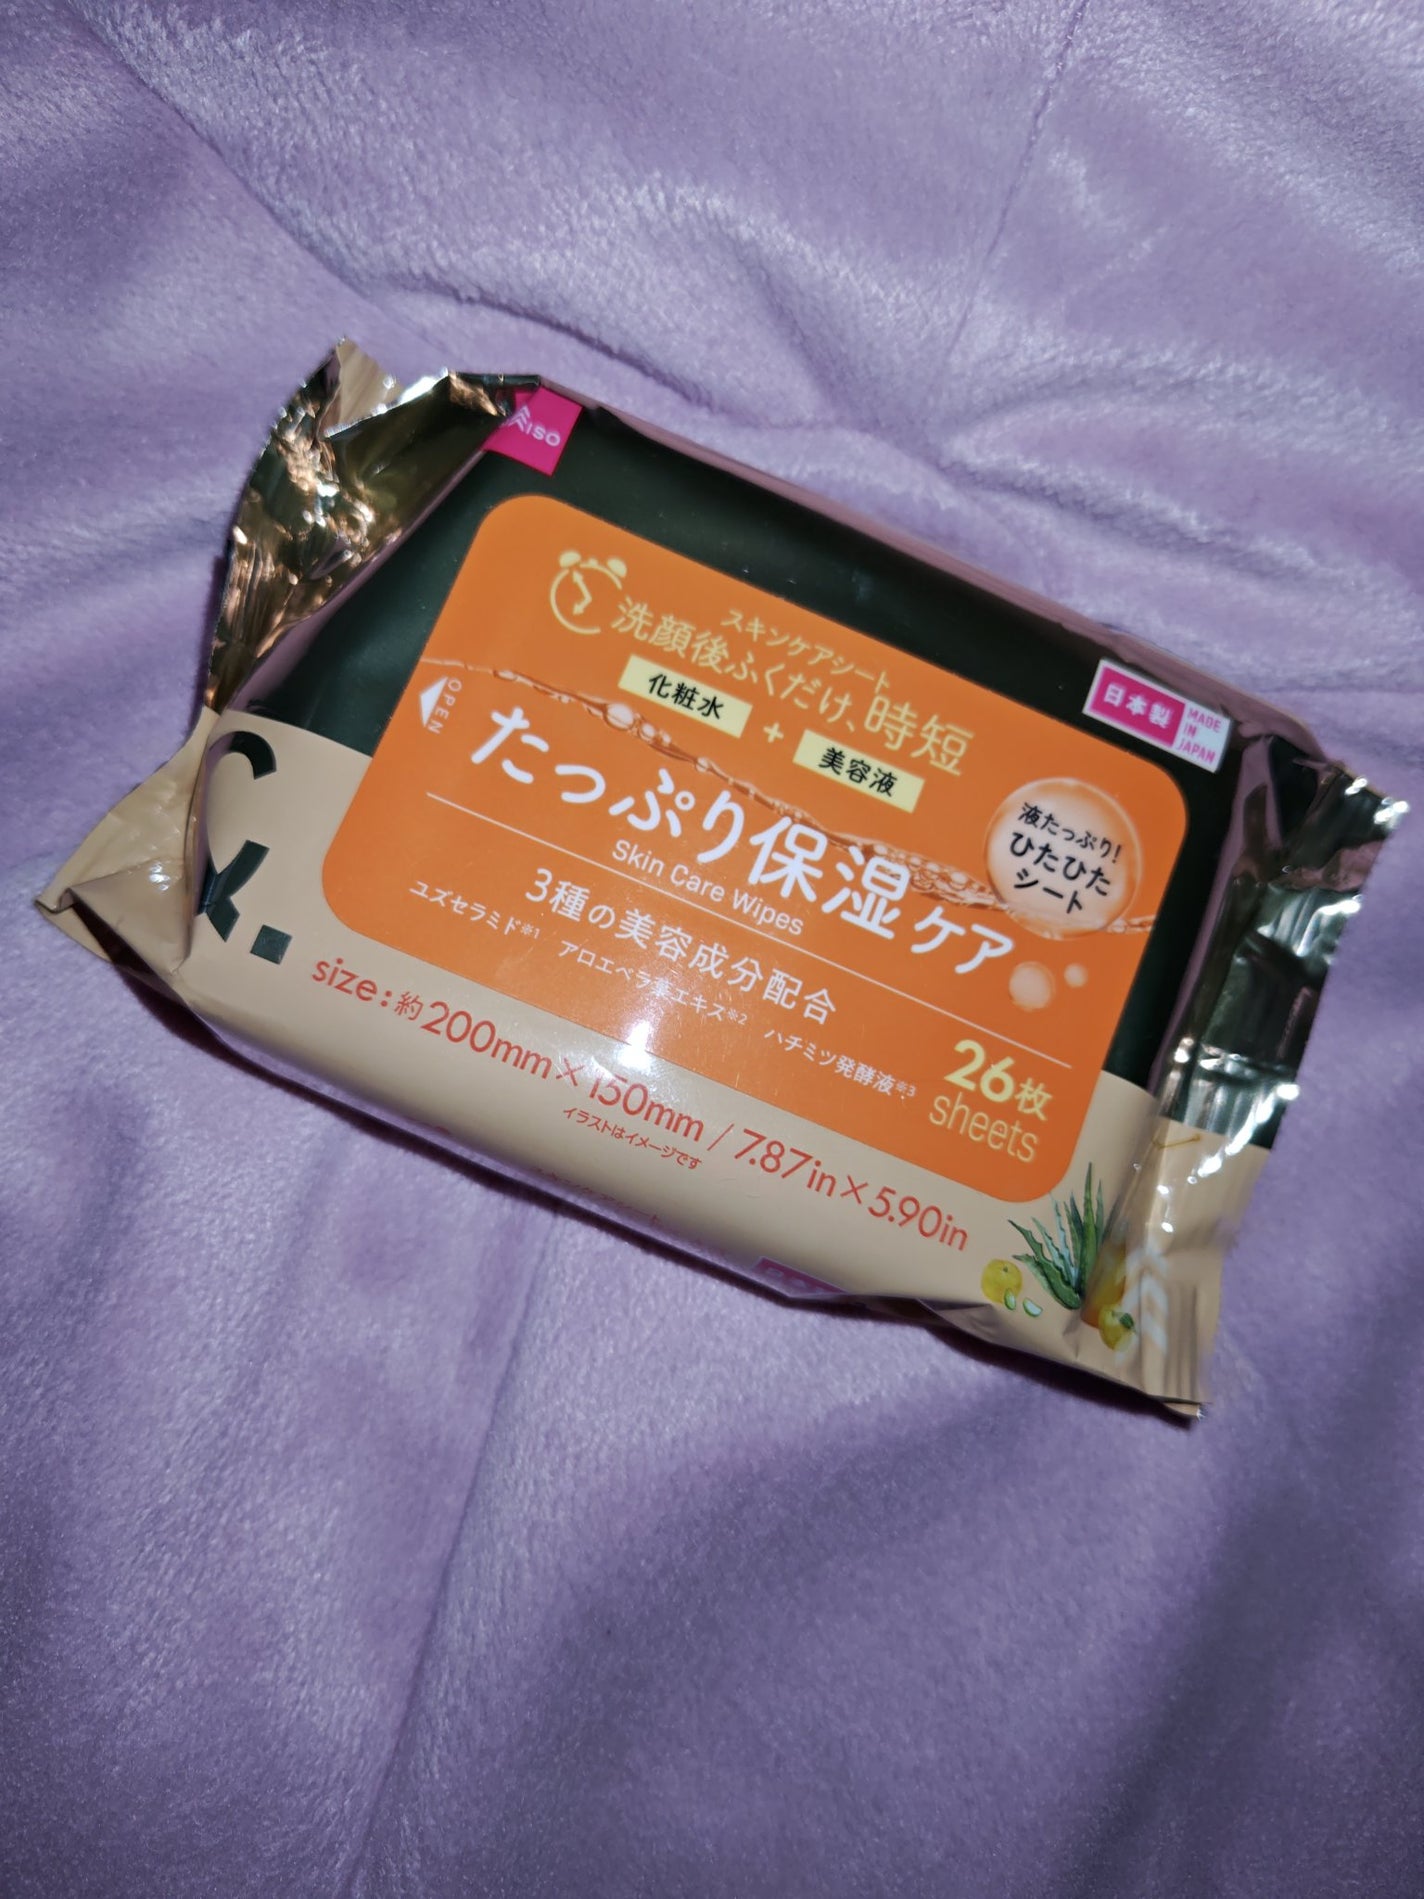 スキンケアシート
洗顔後ふくだけ、時短
化粧水 + 美容液
OPEN
日本製 MADE IN JAPAN
たっぷり保湿ケア
Skin Care Wipes
液たっぷり!
ひたひた
シート
3種の美容成分配合
ユズセラミド※1 アロエベラ葉エキス※2 ハチミツ発酵液※3
26枚
sheets
size:約200mm×150mm / 7.87in×5.90in
イラストはイメージです